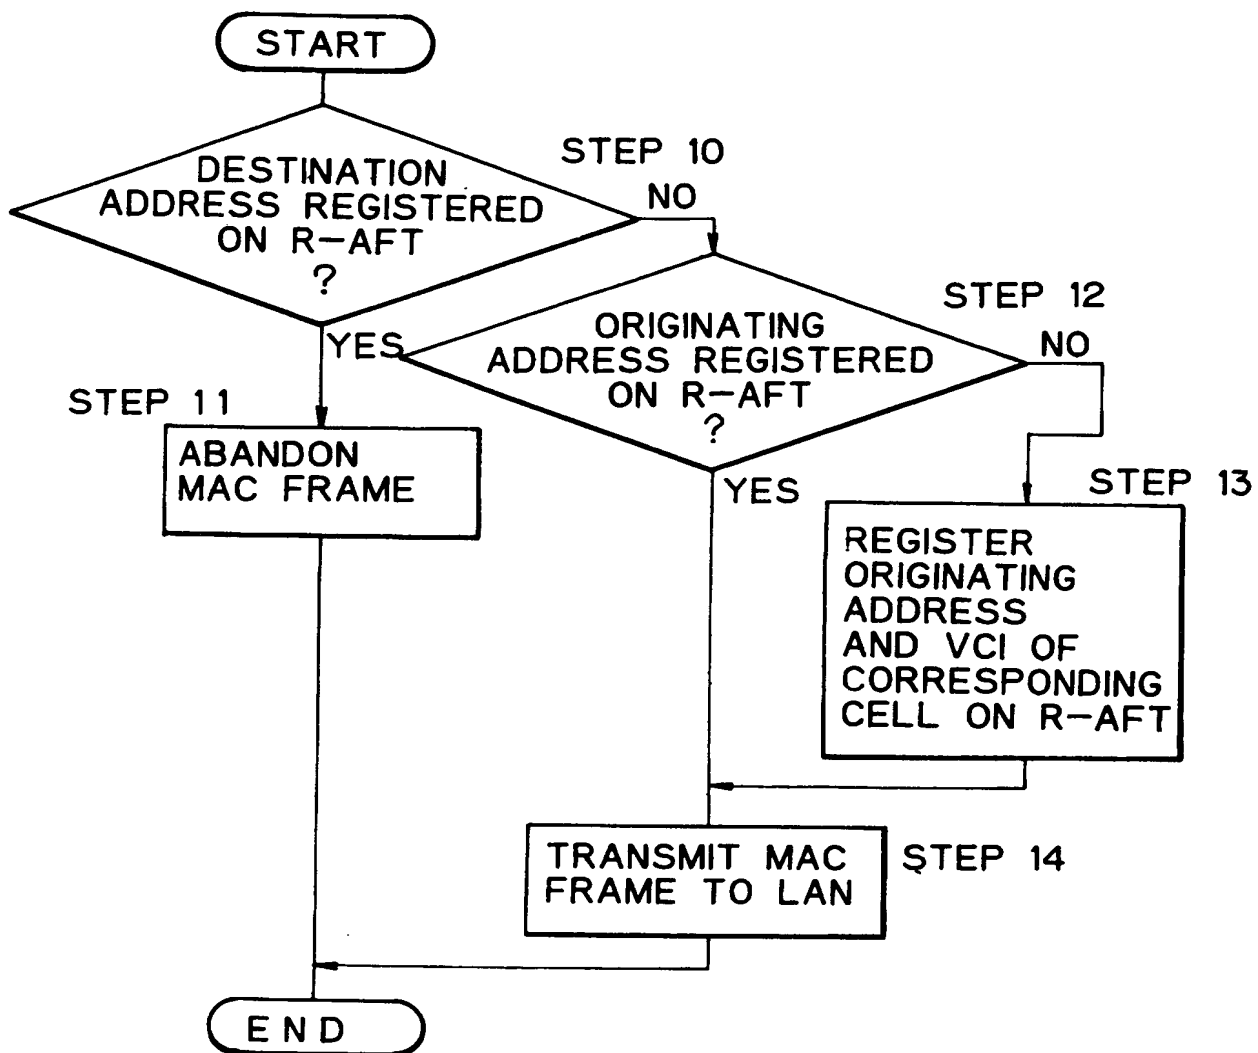 START
STEP 10
DESTINATION
ADDRESS REGISTERED
ON R-AFT
?
NO
YES
STEP 12
ORIGINATING
ADDRESS REGISTERED
ON R-AFT
?
NO
YES
STEP 11
ABANDON
MAC FRAME
STEP 13
REGISTER
ORIGINATING
ADDRESS
AND VCI OF
CORRESPONDING
CELL ON R-AFT
TRANSMIT MAC
FRAME TO LAN
STEP 14
END